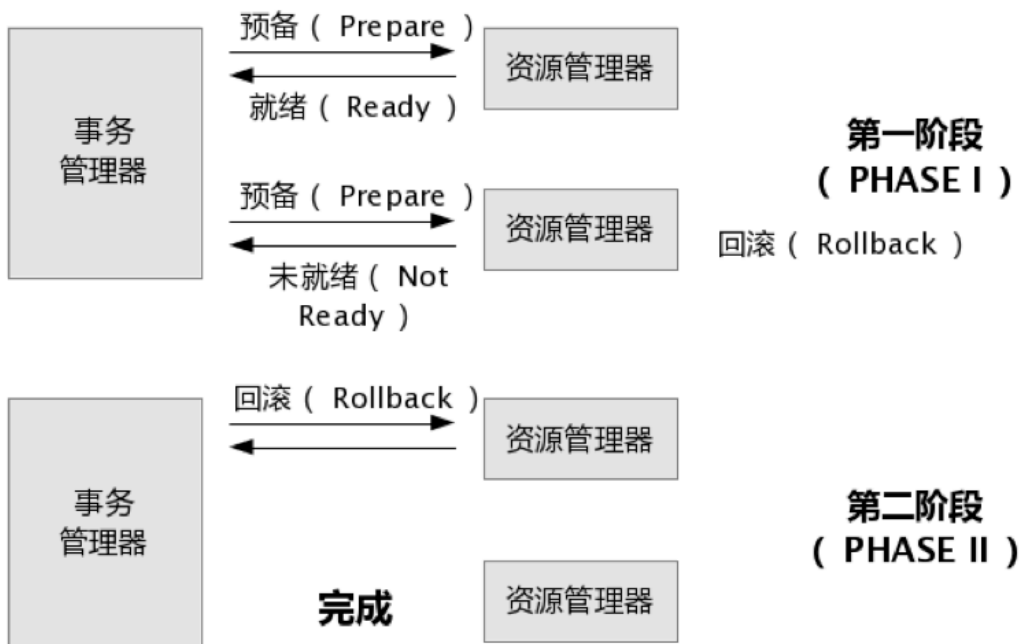 预备（ Prepare ）
资源管理器
就绪（ Ready ）
事务
管理器
第一阶段
（ PHASE I ）
预备（ Prepare ）
资源管理器
回滚（ Rollback ）
未就绪（ Not
Ready ）
回滚（ Rollback ）
资源管理器
事务
管理器
第二阶段
（ PHASE II ）
完成
资源管理器